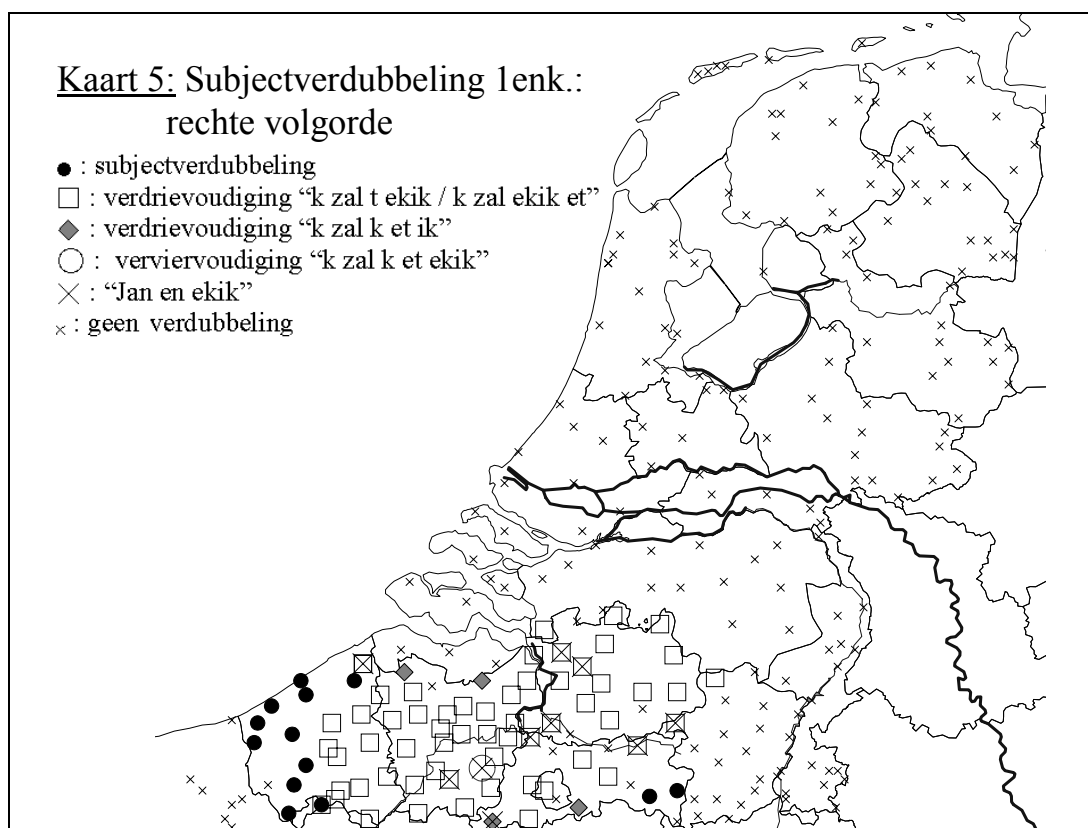 Kaart 5: Subjectverdubbeling 1enk.:
rechte volgorde
: subjectverdubbeling
: verdrievoudiging “k zal t ekik / k zal ekik et”
: verdrievoudiging “k zal k et ik”
: verviervoudiging “k zal k et ekik”
: “Jan en ekik”
: geen verdubbeling